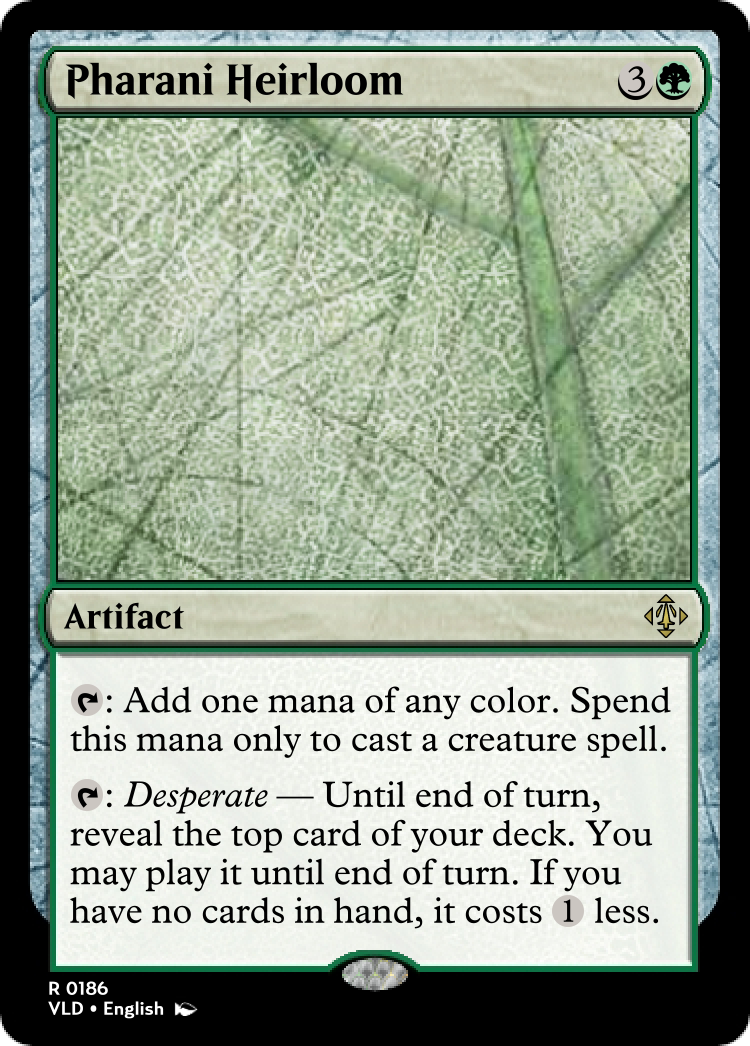 Pharani Heirloom 3
Artifact
: Add one mana of any color. Spend
this mana only to cast a creature spell.
: Desperate — Until end of turn,
reveal the top card of your deck. You
may play it until end of turn. If you
have no cards in hand, it costs 1 less.
R 0186
VLD • English